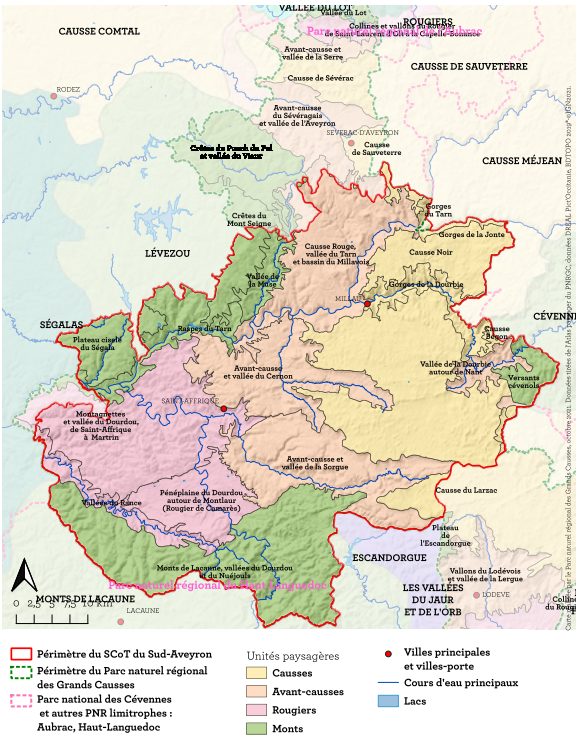 VALLÉE DU LOT
Vallée du Lot
ROUGIERS
Collines et vallons du Rougier
de Saint-Laurent-d'Olt à la Capelle-Bonance
Parc naturel régional de l'Aubrac
CAUSSE COMTAL
Avant-causse et
vallée de la Serre
CAUSSE DE SAUVETERRE
Causse de Sévérac
RODEZ
Avant-causse
du Sévéragais
et vallée de l'Aveyron
SÉVÉRAC-D'AVEYRON
Causse
de Sauveterre
Crêtes du Pourch du Pal
et vallée du Viaur
CAUSSE MÉJEAN
Crêtes du
Mont Seigne
Gorges
du Tarn
Gorges de la Jonte
LÉVEZOU
Causse Rouge,
vallée du Tarn
et bassin du Millavois
Causse Noir
Vallée de
la Muse
Gorges de la Dourbie
MILLAU
SÉGALAS
Raspes du Tarn
CÉVENNES
Causse
Bégon
Plateau ciselé
du Ségala
Avant-causse
et vallée du Cernon
Vallée de la Dourbie
autour de Nant
Versants
cévenols
SAINT-AFFRIQUE
Montagnettes
et vallée du Dourdou,
de Saint-Affrique
à Martrin
Avant-causse et
vallée de la Sorgue
Vallée du Rance
Pénéplaine du Dourdou
autour de Montlaur
(Rougier de Camarès)
Causse du Larzac
Plateau
de l'Escandorgue
ESCANDORGUE
Monts de Lacaune, vallées du Dourdou
et du Nuéjouls
Vallons du Lodévois
et vallée de la Lergue
Parc naturel régional du Haut-Languedoc
LES VALLÉES
DU JAUR
ET DE L'ORB
LODÈVE
MONTS DE LACAUNE
0 2,5 5 7,5 10 km
LACAUNE
Périmètre du SCoT du Sud-Aveyron
Périmètre du Parc naturel régional
des Grands Causses
Parc national des Cévennes
et autres PNR limitrophes :
Aubrac, Haut-Languedoc
Unités paysagères
Causses
Avant-causses
Rougiers
Monts
Villes principales
et villes-porte
Cours d'eau principaux
Lacs